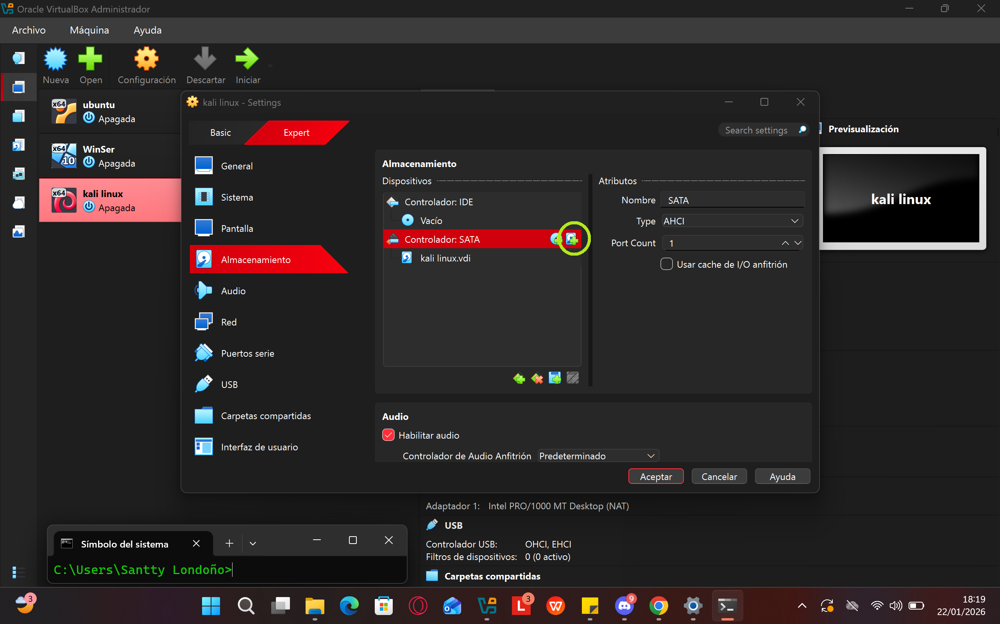 Oracle VirtualBox Administrador
Archivo Máquina Ayuda
Nueva Open Configuración Descartar Iniciar
x64 ubuntu
Apagada
x64 WinSer
10 Apagada
x64 kali linux
Apagada
kali linux - Settings
Basic Expert
Search settings
General
Sistema
Pantalla
Almacenamiento
Audio
Red
Puertos serie
USB
Carpetas compartidas
Interfaz de usuario
Almacenamiento
Dispositivos
Controlador: IDE
Vacío
Controlador: SATA
kali linux.vdi
Atributos
Nombre SATA
Type AHCI
Port Count 1
Usar cache de I/O anfitrión
Audio
Habilitar audio
Controlador de Audio Anfitrión Predeterminado
Aceptar Cancelar Ayuda
Previsualización
kali linux
Adaptador 1: Intel PRO/1000 MT Desktop (NAT)
USB
Controlador USB: OHCI, EHCI
Filtros de dispositivos: 0 (0 activo)
Carpetas compartidas
Símbolo del sistema
C:\Users\Santty Londoño>
3
3
9
18:19
22/01/2026